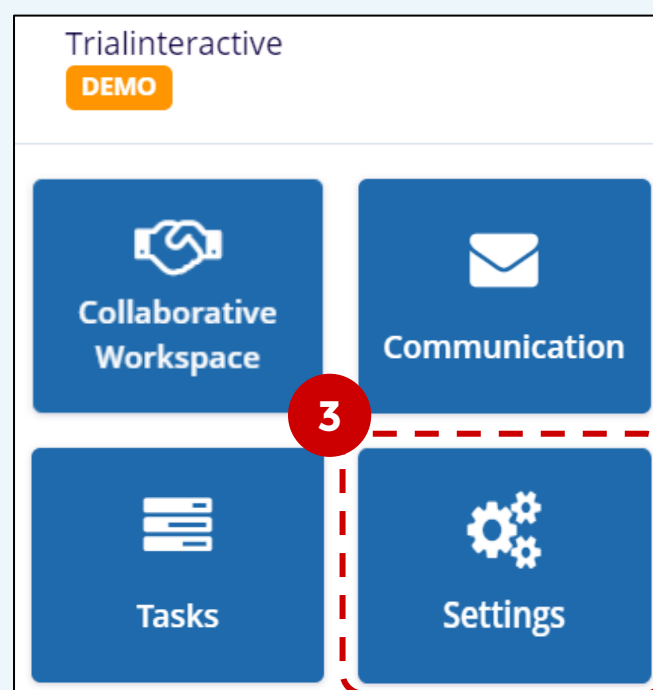 Trialinteractive
DEMO
Collaborative
Workspace
Communication
3
Tasks
Settings